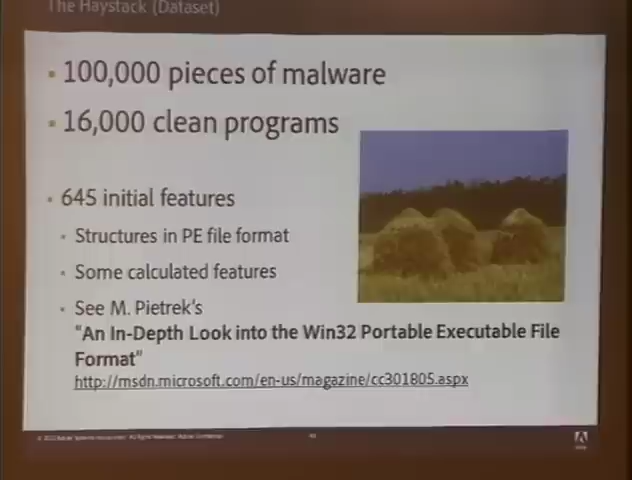 The Haystack (Dataset)
100,000 pieces of malware
16,000 clean programs
645 initial features
Structures in PE file format
Some calculated features
See M. Pietrek's
"An In-Depth Look into the Win32 Portable Executable File
Format"
http://msdn.microsoft.com/en-us/magazine/cc301805.aspx